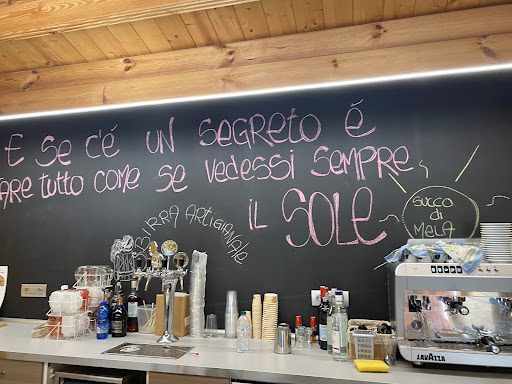 E SE C'É UN SEGRETO É
FARE TUTTO COME SE VEDESSI SEMPRE
IL SOLE
BIRRA ARTIGIANALE
SUCCO
di
MELA
LAVAZZA